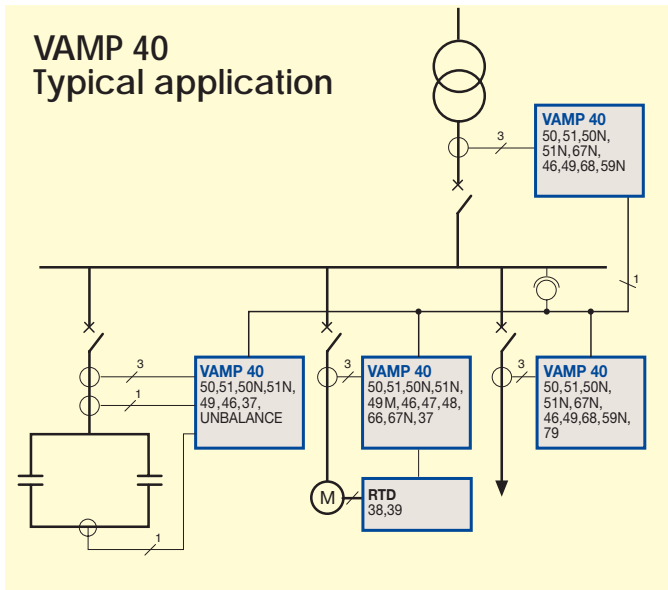 VAMP 40
Typical application
VAMP 40
50,51,50N,
51N,67N,
46,49,68,59N
3
1
3
1
VAMP 40
50,51,50N,51N,
49,46,37,
UNBALANCE
3
VAMP 40
50,51,50N,51N,
49M,46,47,48,
66,67N,37
3
VAMP 40
50,51,50N,
51N,67N,
46,49,68,59N,
79
M
RTD
38,39
1